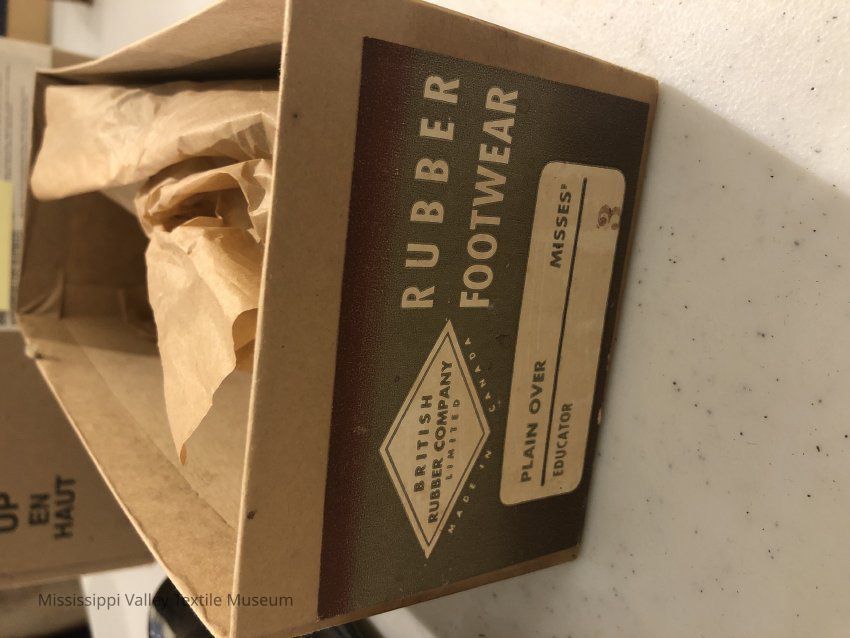 RUBBER
FOOTWEAR
BRITISH
RUBBER COMPANY
LIMITED
MADE IN CANADA
PLAIN OVER MISSES'
EDUCATOR
UP
EN
HAUT
Mississippi Valley Textile Museum